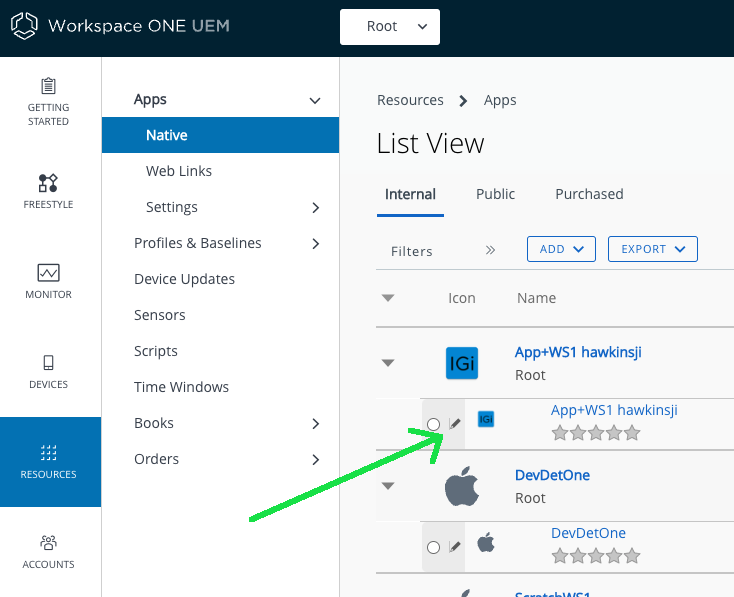 Workspace ONE UEM
Root
GETTING
STARTED
FREESTYLE
MONITOR
DEVICES
RESOURCES
ACCOUNTS
Apps
Native
Web Links
Settings
Profiles & Baselines
Device Updates
Sensors
Scripts
Time Windows
Books
Orders
Resources Apps
List View
Internal Public Purchased
Filters ADD EXPORT
Icon Name
IGi App+WS1 hawkinsji
Root
IGi App+WS1 hawkinsji
DevDetOne
Root
DevDetOne
ScratchWS1